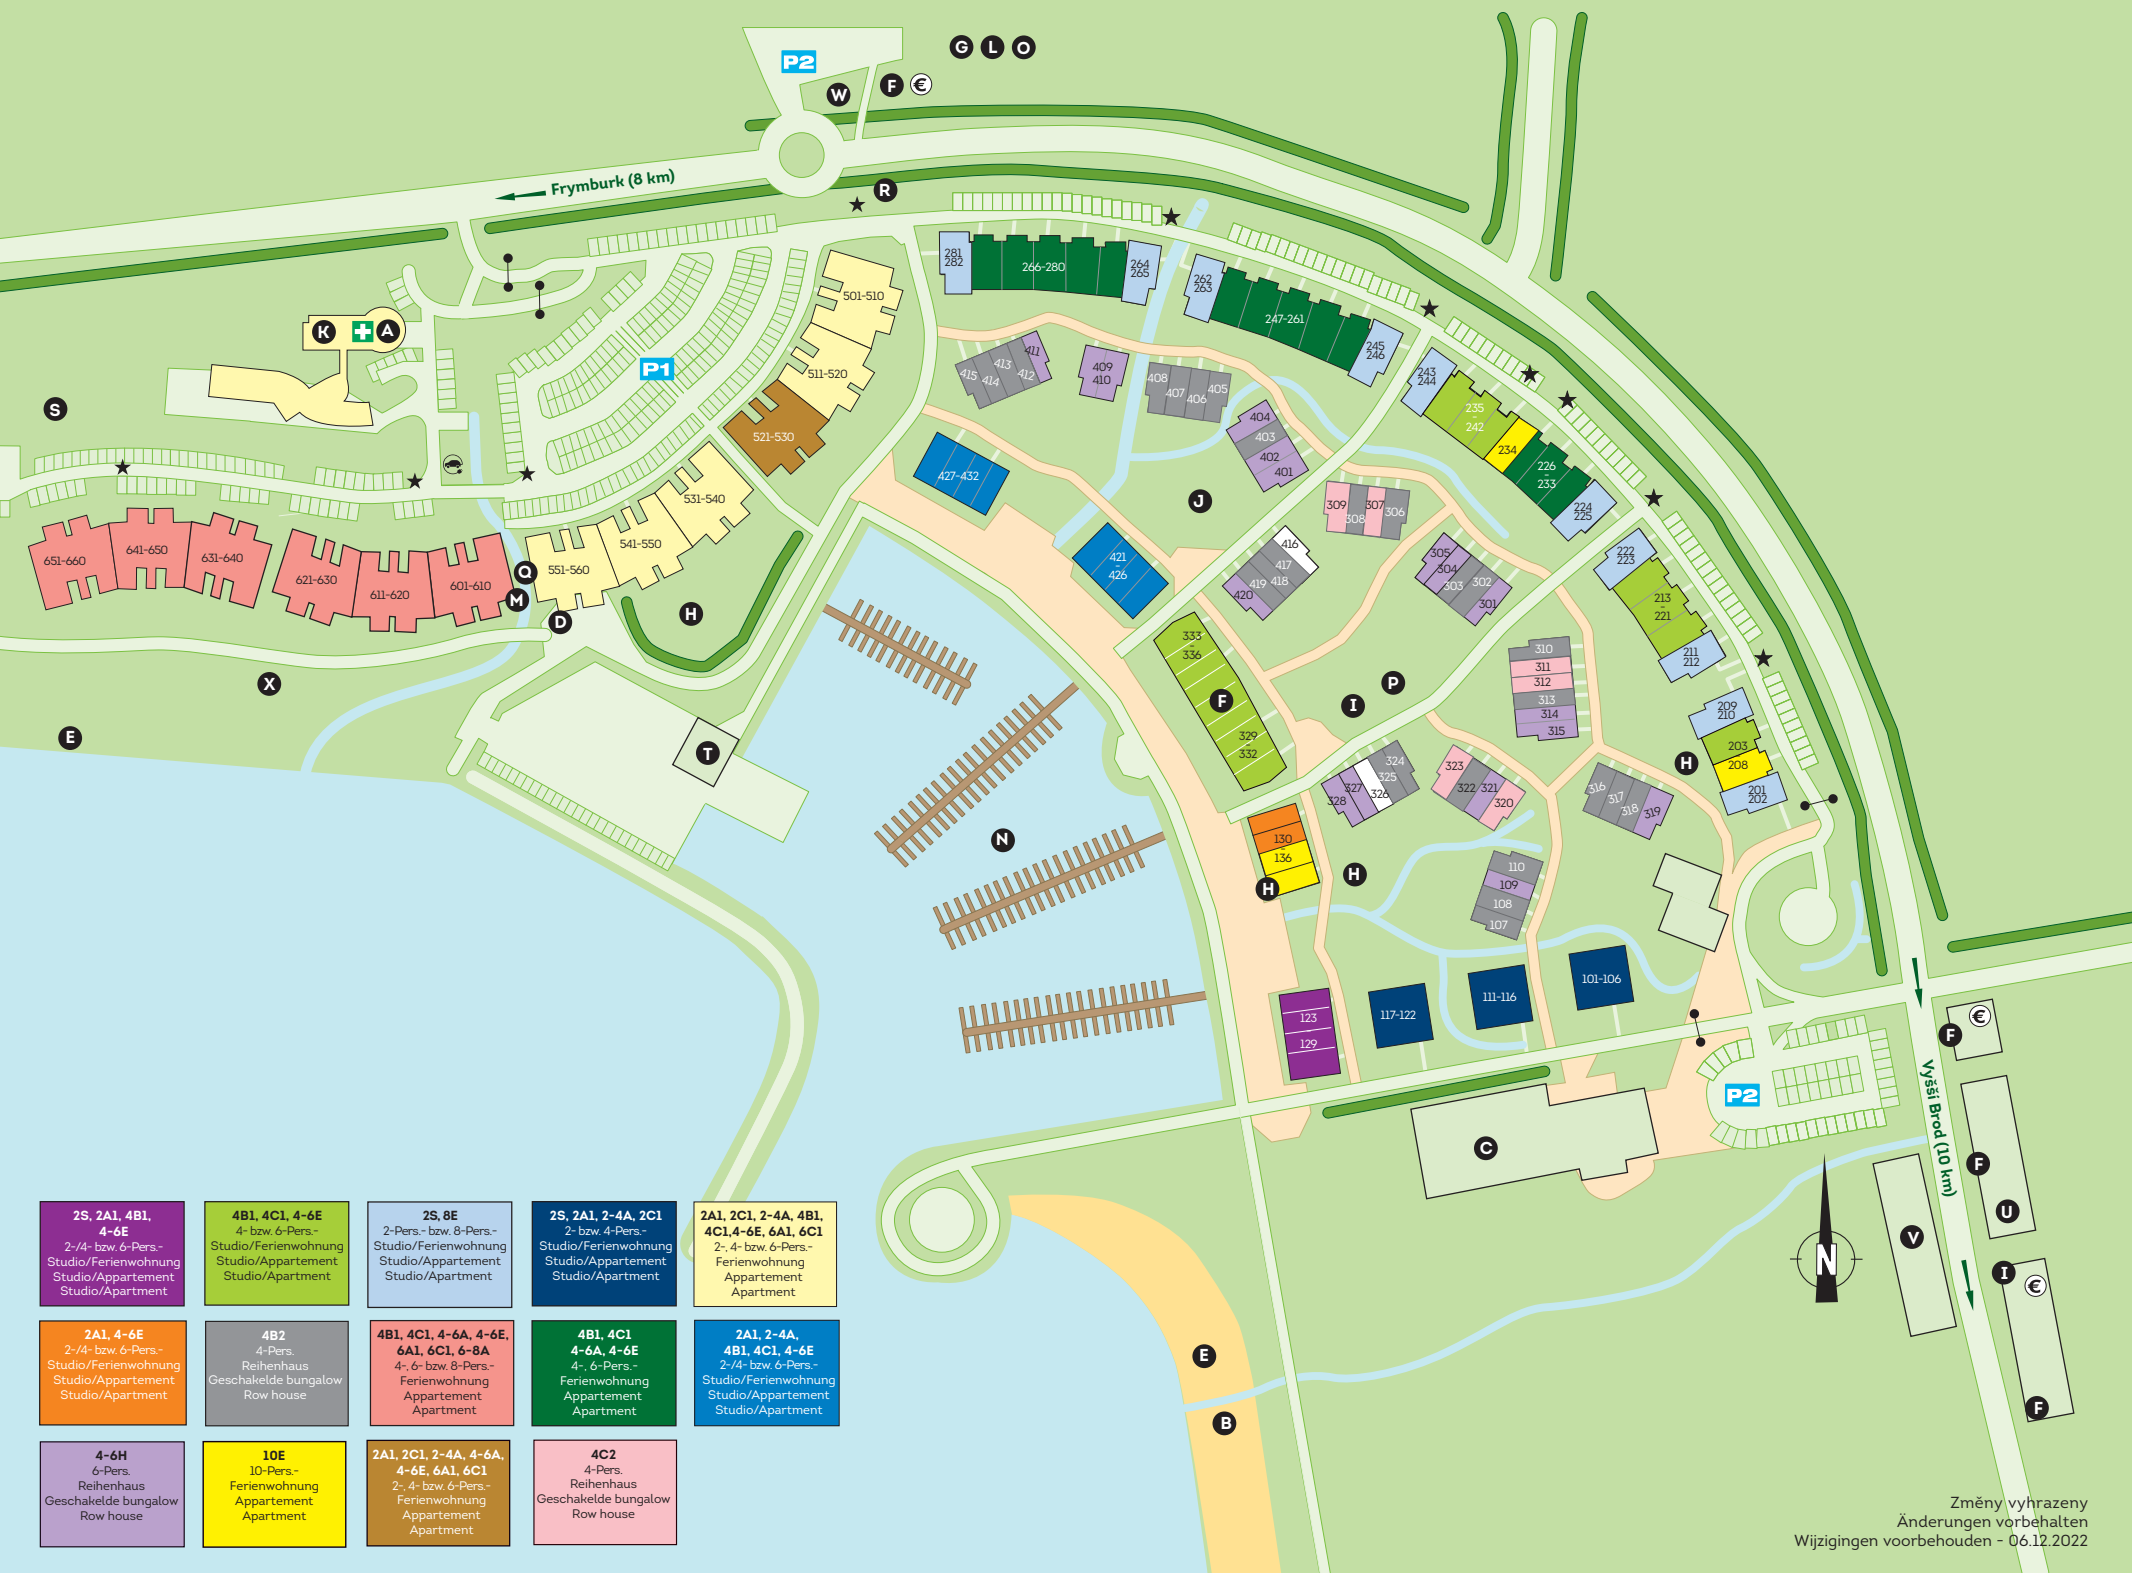 P2
G L O
W
F €
Frymburk (8 km)
R
281
282
266-280
264
265
262
263
247-261
245
246
501-510
K
A
P1
511-520
415
414
413
412
411
409
410
408
407
406
405
243
244
235
-
242
234
226
-
233
224
225
S
521-530
404
403
402
401
427-432
531-540
J
309
308
307
306
651-660
641-650
631-640
621-630
611-620
601-610
541-550
551-560
Q
M
D
H
421
-
426
416
417
418
419
420
305
304
303
302
301
222
223
213
-
221
211
212
X
E
T
333
-
336
F
329
-
332
I
P
310
311
312
313
314
315
209
210
203
-
208
201
202
H
324
325
326
327
328
323
322
321
320
316
317
318
319
N
130
-
136
H
H
110
109
108
107
123
-
129
117-122
111-116
101-106
F €
P2
Vyšší Brod (10 km)
C
F
U
V
I €
F
N
E
B
2S, 2A1, 4B1,
4-6E
2-/4- bzw. 6-Pers.-
Studio/Ferienwohnung
Studio/Appartement
Studio/Apartment
4B1, 4C1, 4-6E
4- bzw. 6-Pers.-
Studio/Ferienwohnung
Studio/Appartement
Studio/Apartment
2S, 8E
2-Pers.- bzw. 8-Pers.-
Studio/Ferienwohnung
Studio/Appartement
Studio/Apartment
2S, 2A1, 2-4A, 2C1
2- bzw. 4-Pers.-
Studio/Ferienwohnung
Studio/Appartement
Studio/Apartment
2A1, 2C1, 2-4A, 4B1,
4C1,4-6E, 6A1, 6C1
2-, 4- bzw. 6-Pers.-
Ferienwohnung
Appartement
Apartment
2A1, 4-6E
2-/4- bzw. 6-Pers.-
Studio/Ferienwohnung
Studio/Appartement
Studio/Apartment
4B2
4-Pers.
Reihenhaus
Geschakelde bungalow
Row house
4B1, 4C1, 4-6A, 4-6E,
6A1, 6C1, 6-8A
4-, 6- bzw. 8-Pers.-
Ferienwohnung
Appartement
Apartment
4B1, 4C1
4-6A, 4-6E
4-, 6-Pers.-
Ferienwohnung
Appartement
Apartment
2A1, 2-4A,
4B1, 4C1, 4-6E
2-/4- bzw. 6-Pers.-
Studio/Ferienwohnung
Studio/Appartement
Studio/Apartment
4-6H
6-Pers.
Reihenhaus
Geschakelde bungalow
Row house
10E
10-Pers.-
Ferienwohnung
Appartement
Apartment
2A1, 2C1, 2-4A, 4-6A,
4-6E, 6A1, 6C1
2-, 4- bzw. 6-Pers.-
Ferienwohnung
Appartement
Apartment
4C2
4-Pers.
Reihenhaus
Geschakelde bungalow
Row house
Změny vyhrazeny
Änderungen vorbehalten
Wijzigingen voorbehouden - 06.12.2022